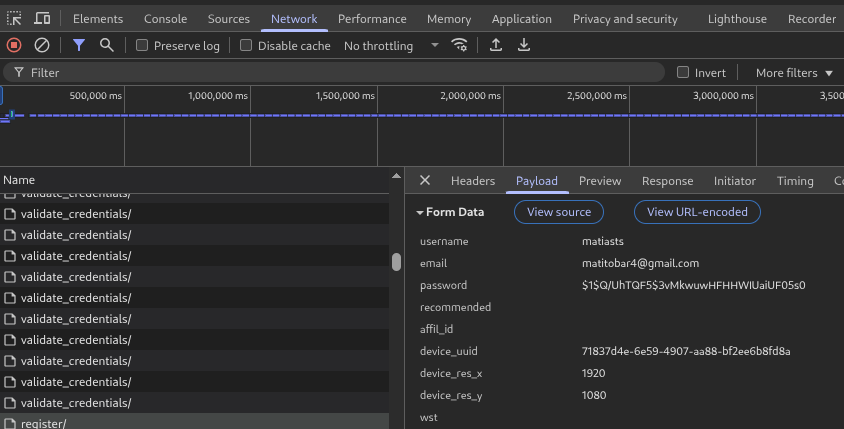 Elements Console Sources Network Performance Memory Application Privacy and security Lighthouse Recorder
Preserve log Disable cache No throttling
Filter Invert More filters
500,000 ms 1,000,000 ms 1,500,000 ms 2,000,000 ms 2,500,000 ms 3,000,000 ms 3,500
Name
Headers Payload Preview Response Initiator Timing Co
validate_credentials/
validate_credentials/
validate_credentials/
validate_credentials/
validate_credentials/
validate_credentials/
validate_credentials/
validate_credentials/
validate_credentials/
validate_credentials/
validate_credentials/
register/
Form Data View source View URL-encoded
username matiasts
email matitobar4@gmail.com
password $1$Q/UhTQF5$3vMkwuwHFHHWIUaiUF05s0
recommended
affil_id
device_uuid 71837d4e-6e59-4907-aa88-bf2ee6b8fd8a
device_res_x 1920
device_res_y 1080
wst